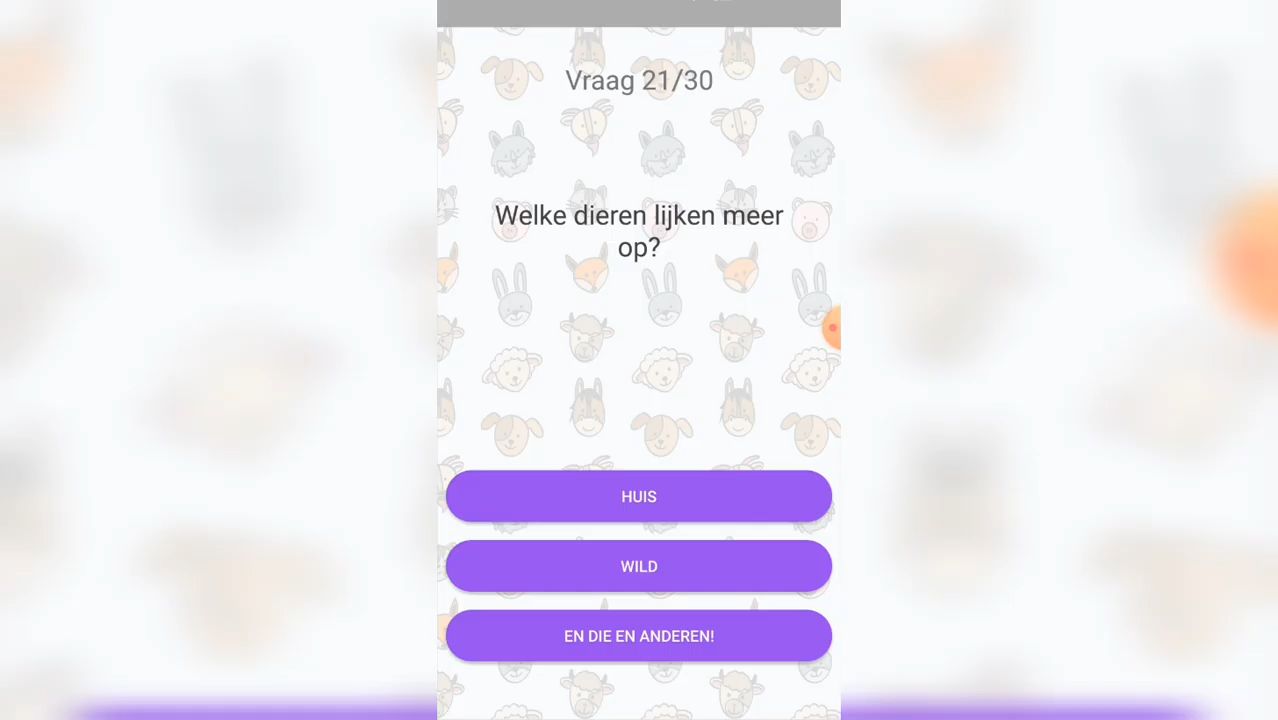 Vraag 21/30
Welke dieren lijken meer
op?
HUIS
WILD
EN DIE EN ANDEREN!